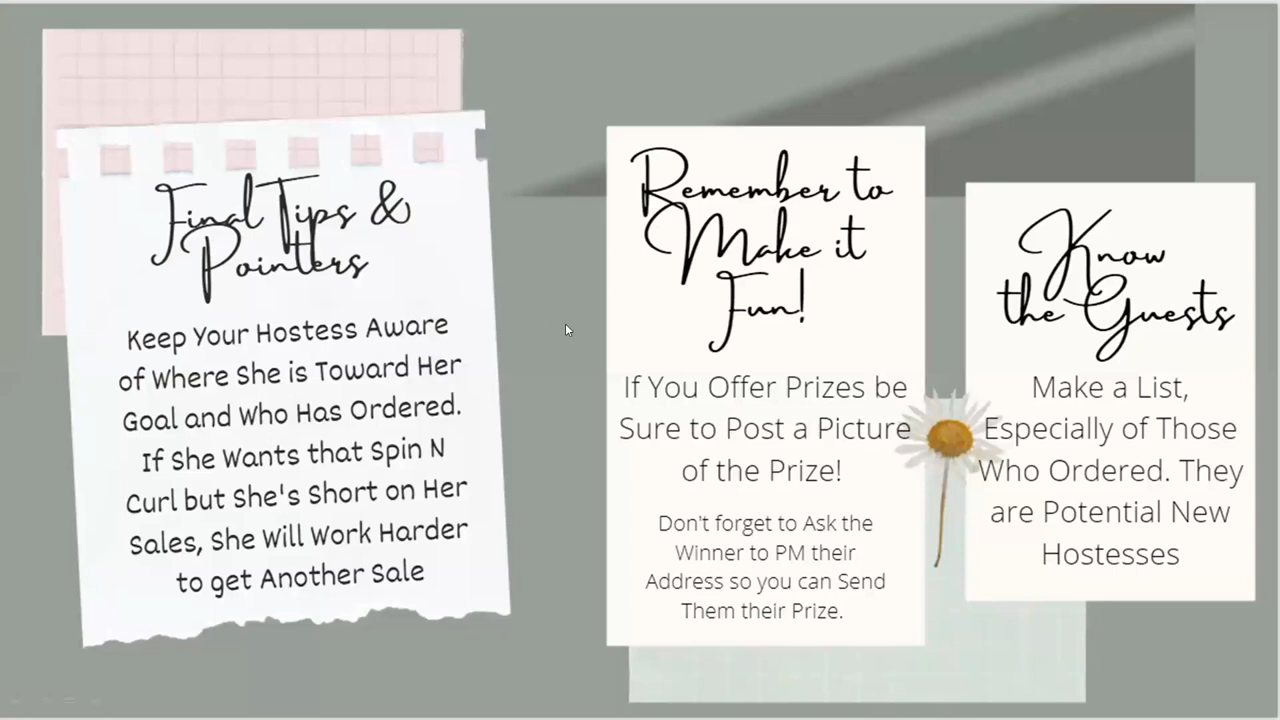 Final Tips &
Pointers
Keep Your Hostess Aware
of Where She is Toward Her
Goal and Who Has Ordered.
If She Wants that Spin N
Curl but She's Short on Her
Sales, She Will Work Harder
to get Another Sale
Remember to
Make it
Fun!
If You Offer Prizes be
Sure to Post a Picture
of the Prize!
Don't forget to Ask the
Winner to PM their
Address so you can Send
Them their Prize.
Know
the Guests
Make a List,
Especially of Those
Who Ordered. They
are Potential New
Hostesses